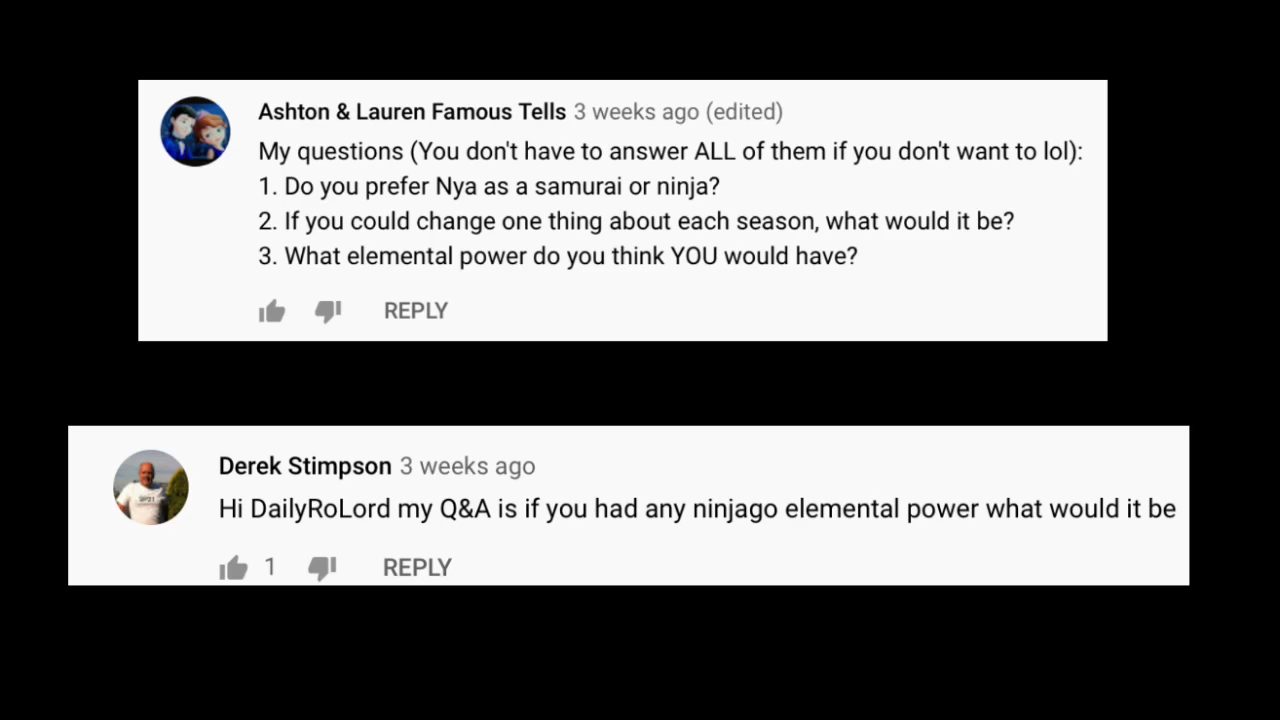 Ashton & Lauren Famous Tells 3 weeks ago (edited)
My questions (You don't have to answer ALL of them if you don't want to lol):
1. Do you prefer Nya as a samurai or ninja?
2. If you could change one thing about each season, what would it be?
3. What elemental power do you think YOU would have?
REPLY
Derek Stimpson 3 weeks ago
Hi DailyRoLord my Q&A is if you had any ninjago elemental power what would it be
1 REPLY